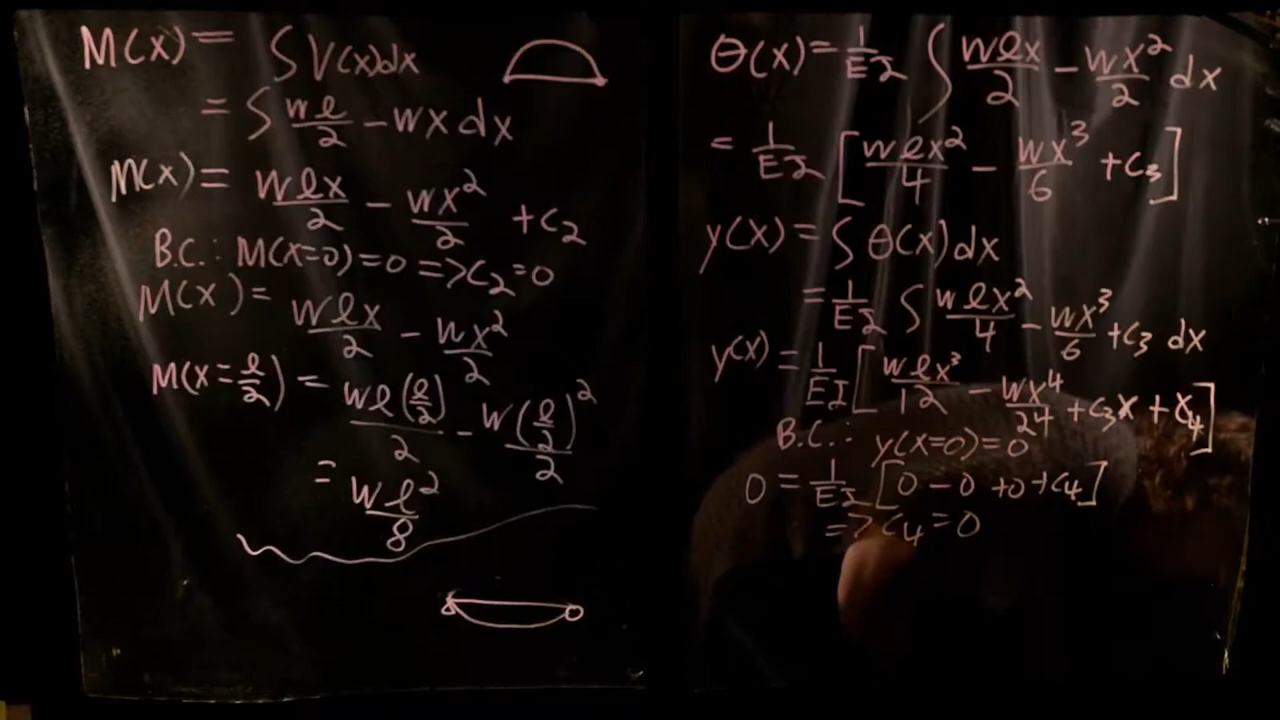 M(x) = ∫ V(x)dx
= ∫ wℓ/2 - wx dx
M(x) = wℓx/2 - wx²/2 + c₂
B.C.: M(x=0)=0 => c₂=0
M(x) = wℓx/2 - wx²/2
M(x=ℓ/2) = wℓ(ℓ/2)/2 - w(ℓ/2)²/2
= wℓ²/8
θ(x) = 1/EI ∫ wℓx/2 - wx²/2 dx
= 1/EI [wℓx²/4 - wx³/6 + c₃]
y(x) = ∫ θ(x)dx
= 1/EI ∫ wℓx²/4 - wx³/6 + c₃ dx
y(x) = 1/EI [wℓx³/12 - wx⁴/24 + c₃x + c₄]
B.C.: y(x=0)=0
0 = 1/EI [0-0+0+c₄]
=> c₄=0